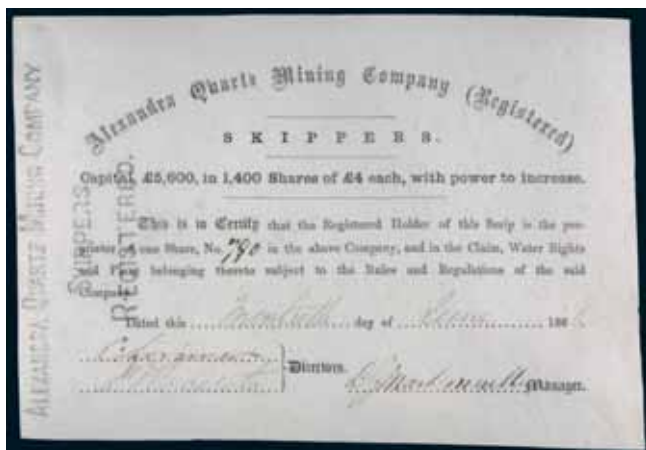 Alexandra Quartz Mining Company (Registered)
SKIPPERS.
Capital, £5,600, in 1,400 Shares of £4 each, with power to increase.
This is to Certify that the Registered Holder of this Scrip is the pro-
prietor of one Share, No. 790 in the above Company, and in the Claim, Water Rights
and belonging thereto subject to the Rules and Regulations of the said
Company.
Dated this day of 186
Directors.
Manager.
ALEXANDRA QUARTZ MINING COMPANY
SKIPPERS.
REGISTERED.